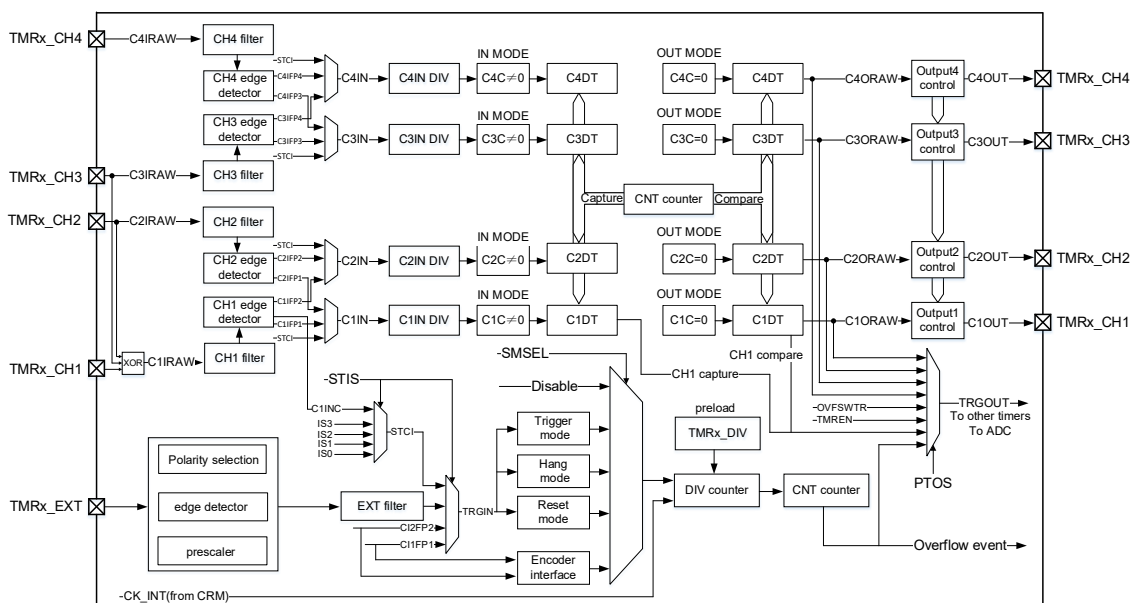 TMRx_CH4
C4IRAW
CH4 filter
-STCI
C4IFP4
C4IFP3
CH4 edge detector
C4IN
C4IN DIV
IN MODE
C4C≠0
C4DT
OUT MODE
C4C=0
C4DT
C4ORAW
Output4 control
C4OUT
TMRx_CH4
CH3 edge detector
C3IFP4
C3IFP3
-STCI
C3IN
C3IN DIV
IN MODE
C3C≠0
C3DT
OUT MODE
C3C=0
C3DT
C3ORAW
Output3 control
C3OUT
TMRx_CH3
TMRx_CH3
C3IRAW
CH3 filter
Capture
CNT counter
Compare
TMRx_CH2
C2IRAW
CH2 filter
-STCI
C2IFP2
C2IFP1
CH2 edge detector
C2IN
C2IN DIV
IN MODE
C2C≠0
C2DT
OUT MODE
C2C=0
C2DT
C2ORAW
Output2 control
C2OUT
TMRx_CH2
CH1 edge detector
C1IFP2
C1IFP1
-STCI
C1IN
C1IN DIV
IN MODE
C1C≠0
C1DT
OUT MODE
C1C=0
C1DT
C1ORAW
Output1 control
C1OUT
TMRx_CH1
TMRx_CH1
XOR
C1IRAW
CH1 filter
CH1 compare
CH1 capture
-SMSEL
Disable
-STIS
C1INC
IS3
IS2
IS1
IS0
STCI
Trigger mode
Hang mode
Reset mode
Encoder interface
preload
TMRx_DIV
-OVFSWTR
-TMREN
TRGOUT
To other timers
To ADC
PTOS
TMRx_EXT
Polarity selection
edge detector
prescaler
EXT filter
TRGIN
CI2FP2
CI1FP1
DIV counter
CNT counter
Overflow event
-CK_INT(from CRM)